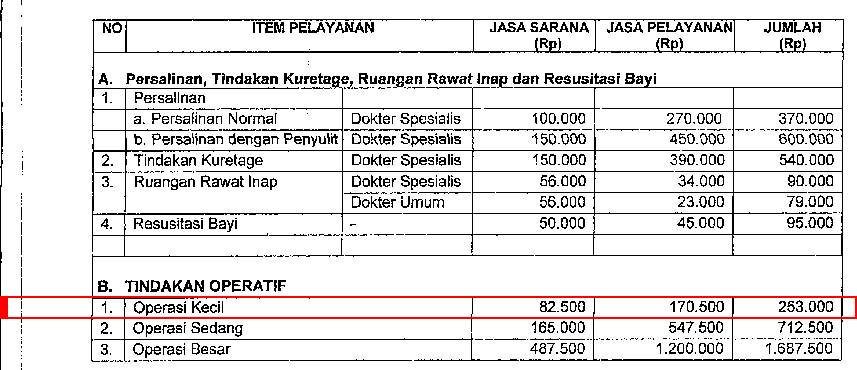 NO ITEM PELAYANAN JASA SARANA (Rp) JASA PELAYANAN (Rp) JUMLAH (Rp)
A. Persalinan, Tindakan Kuretage, Ruangan Rawat Inap dan Resusitasi Bayi
1. Persalinan
a. Persalinan Normal Dokter Spesialis 100.000 270.000 370.000
b. Persalinan dengan Penyulit Dokter Spesialis 150.000 450.000 600.000
2. Tindakan Kuretage Dokter Spesialis 150.000 390.000 540.000
3. Ruangan Rawat Inap Dokter Spesialis 56.000 34.000 90.000
Dokter Umum 56.000 23.000 79.000
4. Resusitasi Bayi - 50.000 45.000 95.000
B. TINDAKAN OPERATIF
1. Operasi Kecil 82.500 170.500 253.000
2. Operasi Sedang 165.000 547.500 712.500
3. Operasi Besar 487.500 1.200.000 1.687.500